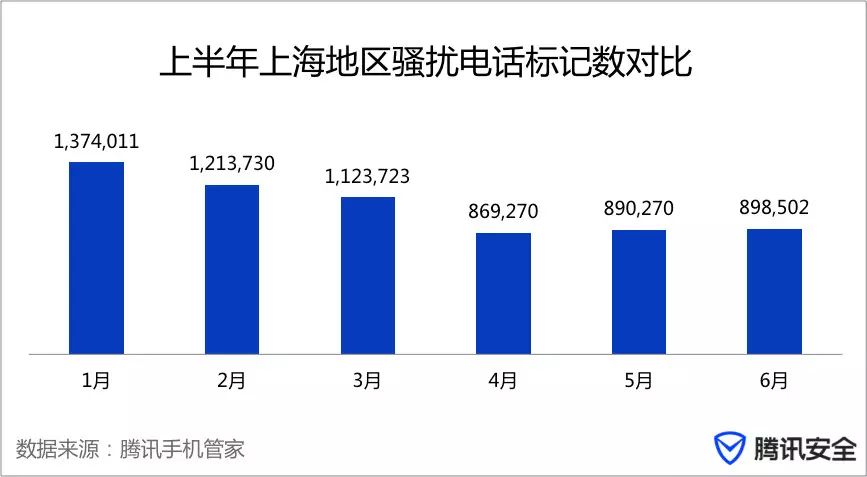 上半年上海地区骚扰电话标记数对比
1,374,011
1,213,730
1,123,723
869,270
890,270
898,502
1月
2月
3月
4月
5月
6月
数据来源：腾讯手机管家
腾讯安全